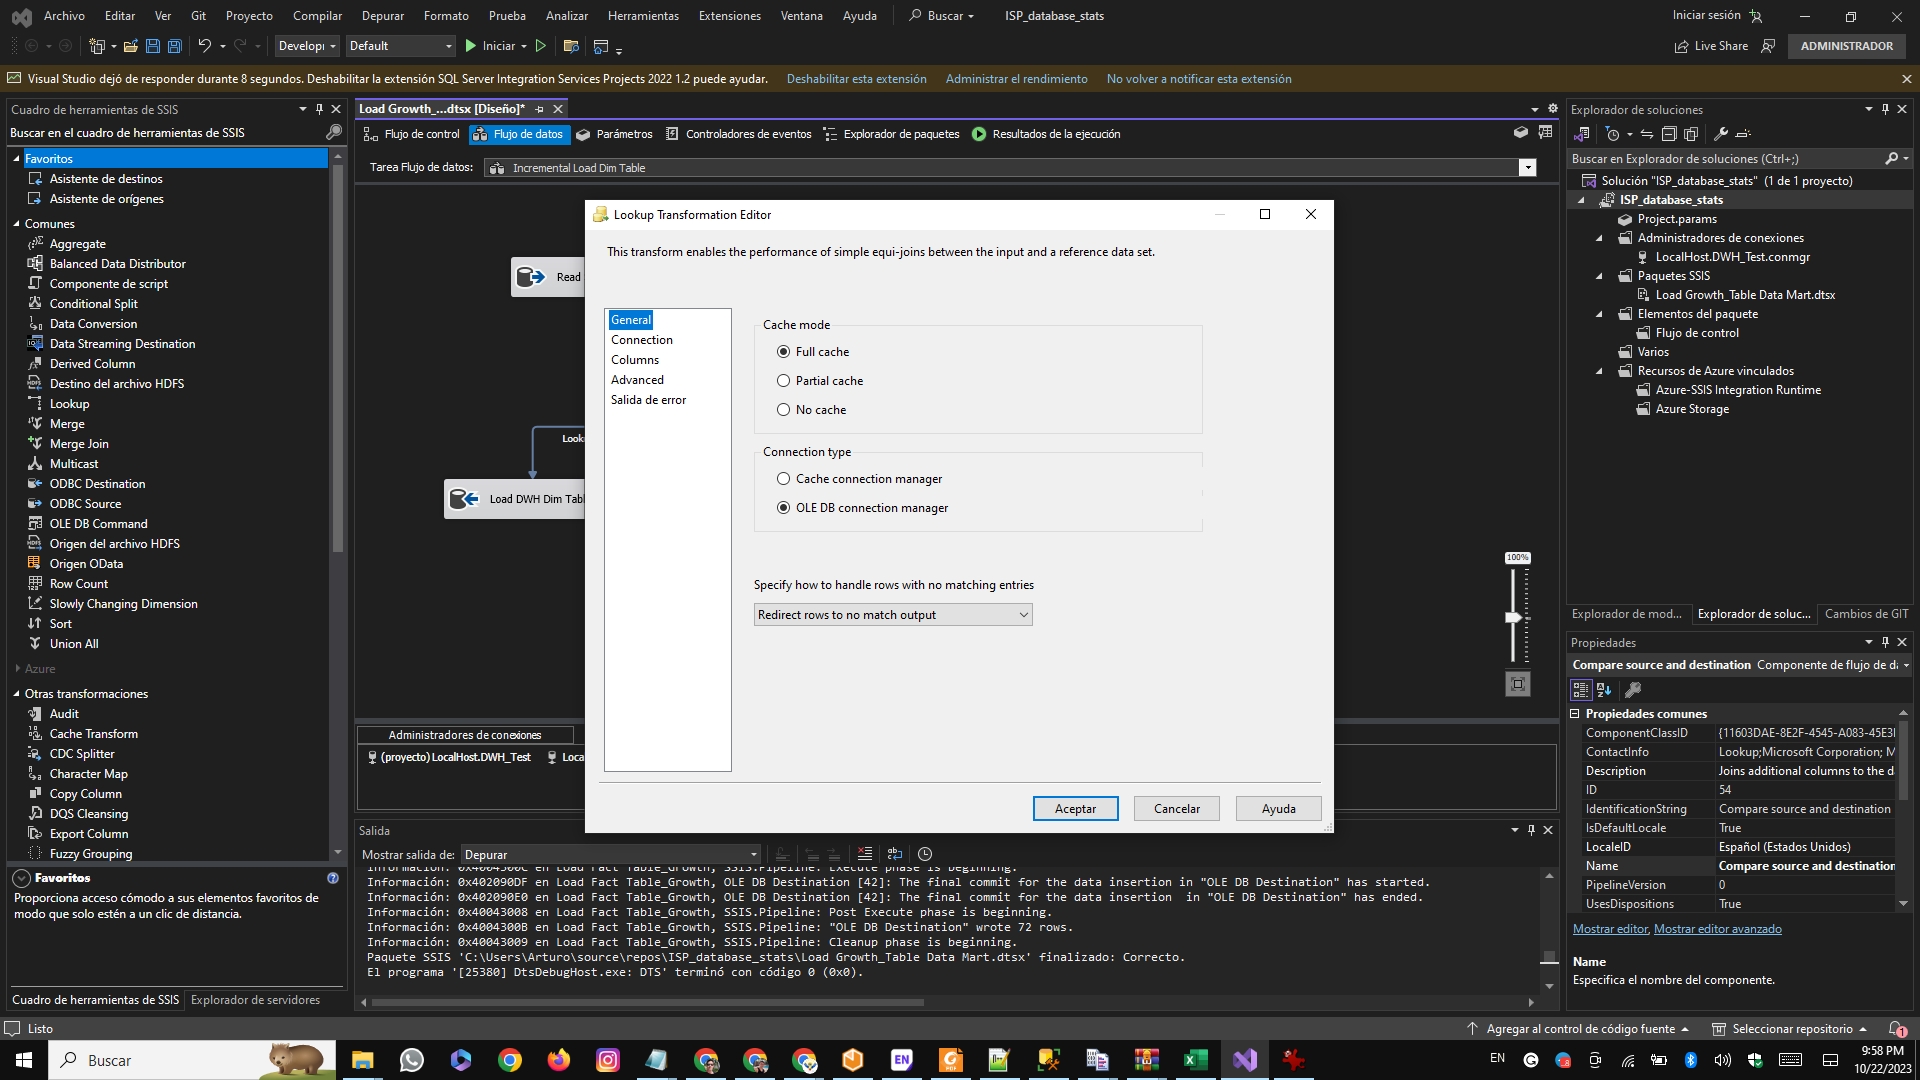 Archivo Editar Ver Git Proyecto Compilar Depurar Formato Prueba Analizar Herramientas Extensiones Ventana Ayuda Buscar ISP_database_stats Iniciar sesión
Developı Default Iniciar Live Share ADMINISTRADOR
Visual Studio dejó de responder durante 8 segundos. Deshabilitar la extensión SQL Server Integration Services Projects 2022 1.2 puede ayudar. Deshabilitar esta extensión Administrar el rendimiento No volver a notificar esta extensión
Cuadro de herramientas de SSIS
Buscar en el cuadro de herramientas de SSIS
Favoritos
Asistente de destinos
Asistente de orígenes
Comunes
Aggregate
Balanced Data Distributor
Componente de script
Conditional Split
Data Conversion
Data Streaming Destination
Derived Column
Destino del archivo HDFS
Lookup
Merge
Merge Join
Multicast
ODBC Destination
ODBC Source
OLE DB Command
Origen del archivo HDFS
Origen OData
Row Count
Slowly Changing Dimension
Sort
Union All
Azure
Otras transformaciones
Audit
Cache Transform
CDC Splitter
Character Map
Copy Column
DQS Cleansing
Export Column
Fuzzy Grouping
Favoritos
Proporciona acceso cómodo a sus elementos favoritos de
modo que solo estén a un clic de distancia.
Cuadro de herramientas de SSIS Explorador de servidores
Load Growth_...dtsx [Diseño]*
Flujo de control Flujo de datos Parámetros Controladores de eventos Explorador de paquetes Resultados de la ejecución
Tarea Flujo de datos: Incremental Load Dim Table
Read
Looku
Load DWH Dim Tabl
100%
Lookup Transformation Editor
This transform enables the performance of simple equi-joins between the input and a reference data set.
General
Connection
Columns
Advanced
Salida de error
Cache mode
Full cache
Partial cache
No cache
Connection type
Cache connection manager
OLE DB connection manager
Specify how to handle rows with no matching entries
Redirect rows to no match output
Aceptar Cancelar Ayuda
Administradores de conexiones
(proyecto) LocalHost.DWH_Test Loca
Salida
Mostrar salida de: Depurar
Información: 0x4004300C en Load Fact Table_Growth, SSIS.Pipeline: Execute phase is beginning.
Información: 0x402090DF en Load Fact Table_Growth, OLE DB Destination [42]: The final commit for the data insertion in "OLE DB Destination" has started.
Información: 0x402090E0 en Load Fact Table_Growth, OLE DB Destination [42]: The final commit for the data insertion  in "OLE DB Destination" has ended.
Información: 0x40043008 en Load Fact Table_Growth, SSIS.Pipeline: Post Execute phase is beginning.
Información: 0x4004300B en Load Fact Table_Growth, SSIS.Pipeline: "OLE DB Destination" wrote 72 rows.
Información: 0x40043009 en Load Fact Table_Growth, SSIS.Pipeline: Cleanup phase is beginning.
Paquete SSIS 'C:\Users\Arturo\source\repos\ISP_database_stats\Load Growth_Table Data Mart.dtsx' finalizado: Correcto.
El programa '[25380] DtsDebugHost.exe: DTS' terminó con código 0 (0x0).
Explorador de soluciones
Buscar en Explorador de soluciones (Ctrl+;)
Solución "ISP_database_stats" (1 de 1 proyecto)
ISP_database_stats
Project.params
Administradores de conexiones
LocalHost.DWH_Test.conmgr
Paquetes SSIS
Load Growth_Table Data Mart.dtsx
Elementos del paquete
Flujo de control
Varios
Recursos de Azure vinculados
Azure-SSIS Integration Runtime
Azure Storage
Explorador de mod... Explorador de soluc... Cambios de GIT
Propiedades
Compare source and destination Componente de flujo de da
Propiedades comunes
ComponentClassID {11603DAE-8E2F-4545-A083-45E3I
ContactInfo Lookup;Microsoft Corporation; M
Description Joins additional columns to the d
ID 54
IdentificationString Compare source and destination
IsDefaultLocale True
LocaleID Español (Estados Unidos)
Name Compare source and destination
PipelineVersion 0
UsesDispositions True
Mostrar editor, Mostrar editor avanzado
Name
Especifica el nombre del componente.
Listo Agregar al control de código fuente Seleccionar repositorio 1
Buscar EN EN 9:58 PM
10/22/2023